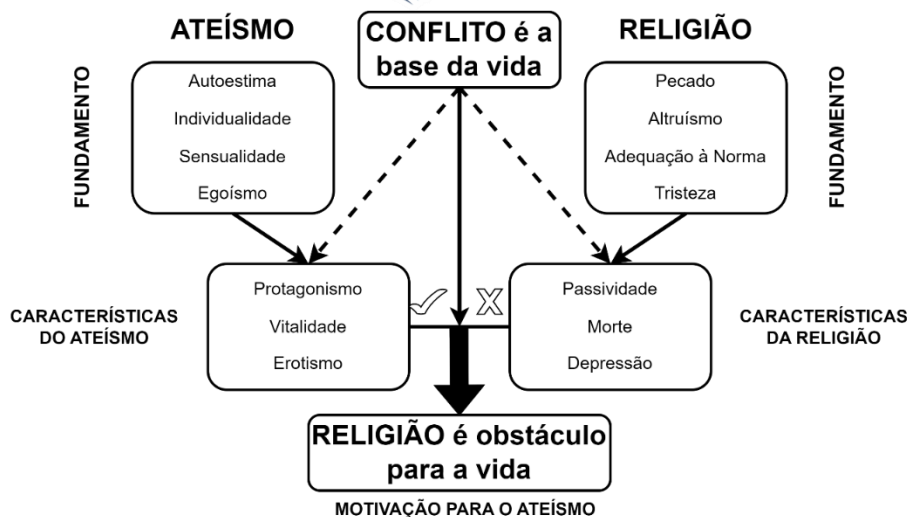 ATEÍSMO
CONFLITO é a
base da vida
RELIGIÃO
FUNDAMENTO
Autoestima
Individualidade
Sensualidade
Egoísmo
Pecado
Altruísmo
Adequação à Norma
Tristeza
FUNDAMENTO
CARACTERÍSTICAS
DO ATEÍSMO
Protagonismo
Vitalidade
Erotismo
X
Passividade
Morte
Depressão
CARACTERÍSTICAS
DA RELIGIÃO
RELIGIÃO é obstáculo
para a vida
MOTIVAÇÃO PARA O ATEÍSMO